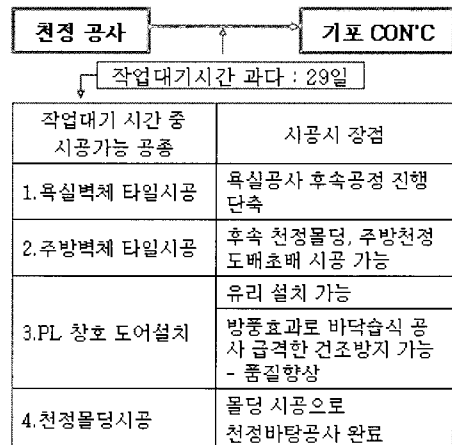 천정 공사
기포 CON'C
작업대기시간 과다 : 29일
작업대기 시간 중
시공가능 공종
시공시 장점
1.욕실벽체 타일시공
욕실공사 후속공정 진행
단축
2.주방벽체 타일시공
후속 천정몰딩, 주방천정
도배초배 시공 가능
3.PL 창호 도어설치
유리 설치 가능
방풍효과로 바닥습식 공
사 급격한 건조방지 가능
- 품질향상
4.천정몰딩시공
몰딩 시공으로
천정바탕공사 완료